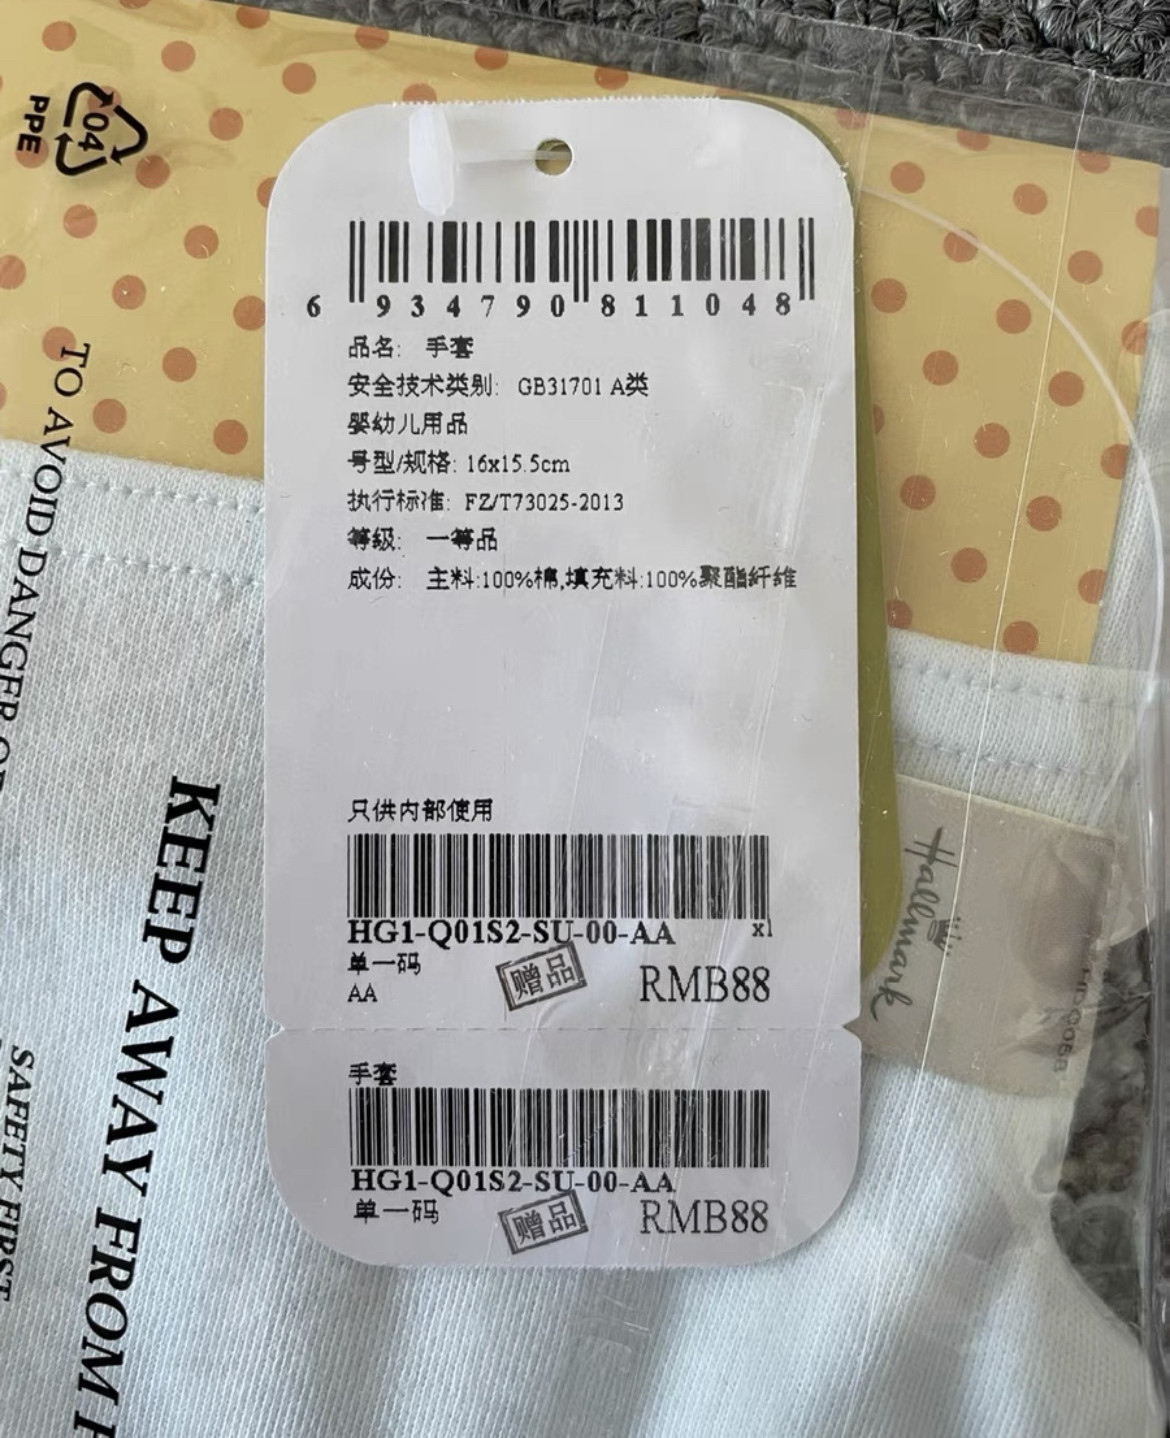 04
PPE
6 934790 811048
品名: 手套
安全技术类别: GB31701 A类
婴幼儿用品
号型/规格: 16x15.5cm
执行标准: FZ/T73025-2013
等级: 一等品
成份: 主料:100%棉,填充料:100%聚酯纤维
只供内部使用
HG1-Q01S2-SU-00-AA x1
单一码
AA
赠品
RMB88
手套
HG1-Q01S2-SU-00-AA
单一码
赠品
RMB88
TO AVOID DANGER OF
KEEP AWAY FROM
SAFETY FIRST
Hallmark